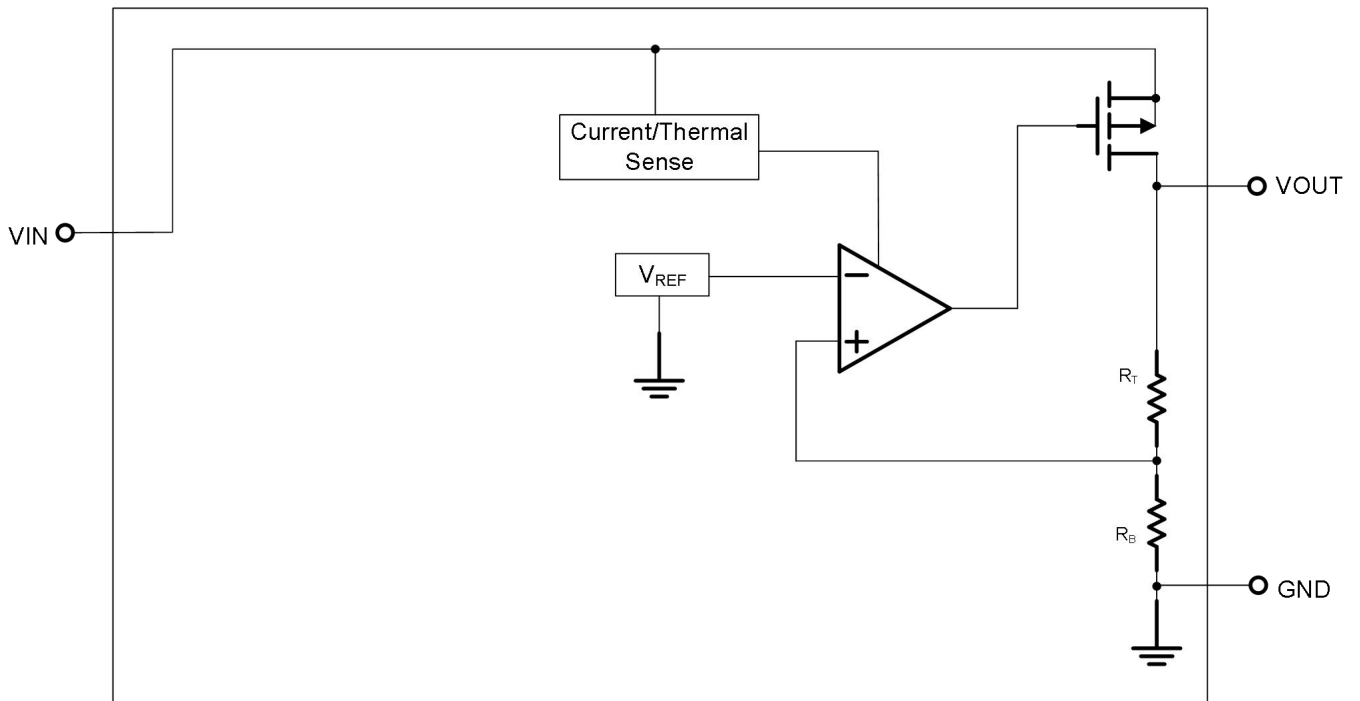 Current/Thermal
Sense
VOUT
VIN
VREF
RT
RB
GND